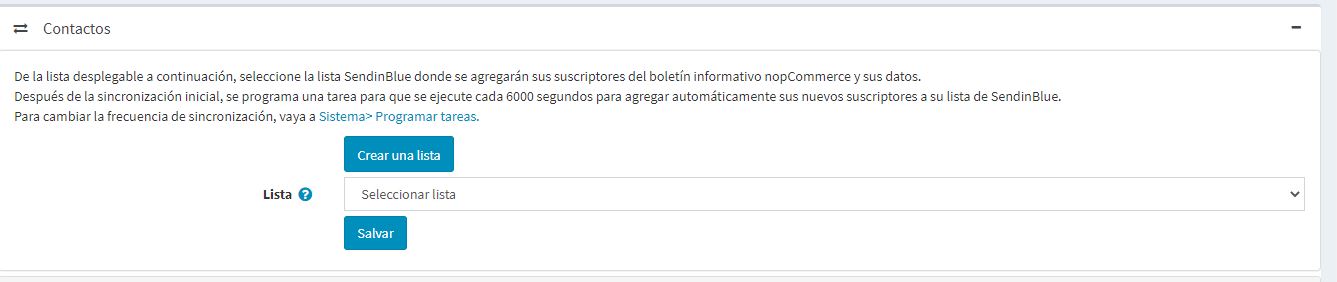 Contactos
De la lista desplegable a continuación, seleccione la lista SendinBlue donde se agregarán sus suscriptores del boletín informativo nopCommerce y sus datos.
Después de la sincronización inicial, se programa una tarea para que se ejecute cada 6000 segundos para agregar automáticamente sus nuevos suscriptores a su lista de SendinBlue.
Para cambiar la frecuencia de sincronización, vaya a Sistema> Programar tareas.
Crear una lista
Lista ?
Seleccionar lista
Salvar